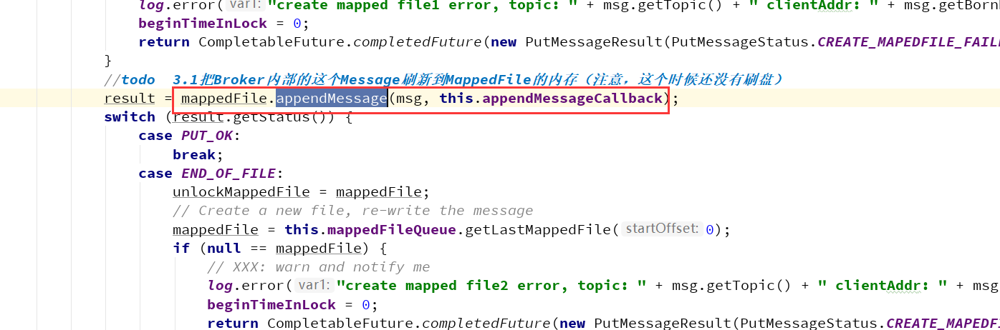 log.error( var1: "create mapped file1 error, topic: " + msg.getTopic() + " clientAddr: " + msg.getBorn
beginTimeInLock = 0;
return CompletableFuture.completedFuture(new PutMessageResult(PutMessageStatus.CREATE_MAPEDFILE_FAILE
}
//todo 3.1把Broker内部的这个Message刷新到MappedFile的内存（注意，这个时候还没有刷盘）
result = mappedFile.appendMessage(msg, this.appendMessageCallback);
switch (result.getStatus()) {
case PUT_OK:
break;
case END_OF_FILE:
unlockMappedFile = mappedFile;
// Create a new file, re-write the message
mappedFile = this.mappedFileQueue.getLastMappedFile( startOffset: 0);
if (null == mappedFile) {
// XXX: warn and notify me
log.error( var1: "create mapped file2 error, topic: " + msg.getTopic() + " clientAddr: " + msg
beginTimeInLock = 0;
return CompletableFuture.completedFuture(new PutMessageResult(PutMessageStatus.CREATE_MAPEDF